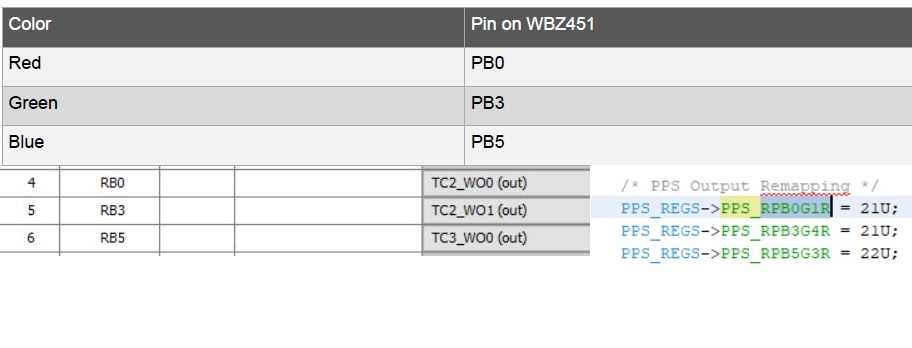 Color Pin on WBZ451
Red PB0
Green PB3
Blue PB5
4 RB0 TC2_WO0 (out)
5 RB3 TC2_WO1 (out)
6 RB5 TC3_WO0 (out)
/* PPS Output Remapping */
PPS_REGS->PPS_RPB0G1R = 21U;
PPS_REGS->PPS_RPB3G4R = 21U;
PPS_REGS->PPS_RPB5G3R = 22U;